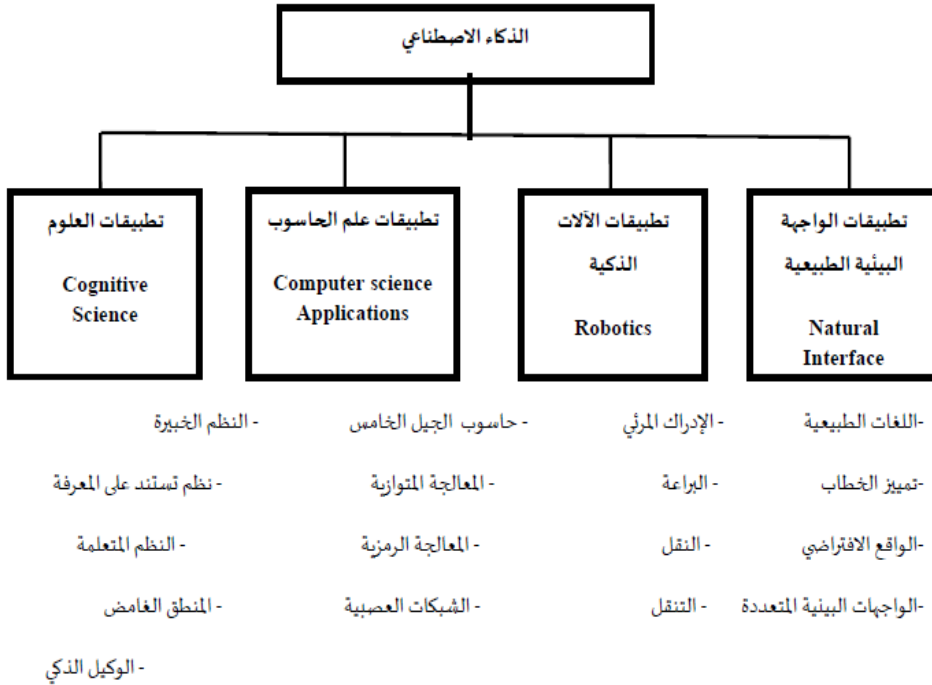 الذكاء الاصطناعي
تطبيقات الواجهة
البيئية الطبيعية
Natural
Interface
تطبيقات الآلات
الذكية
Robotics
تطبيقات علم الحاسوب
Computer science
Applications
تطبيقات العلوم
Cognitive
Science
-اللغات الطبيعية
-تمييز الخطاب
-الواقع الافتراضي
-الواجهات البينية المتعددة
- الإدراك المرئي
- البراعة
- النقل
- التنقل
- حاسوب الجيل الخامس
- المعالجة المتوازية
- المعالجة الرمزية
- الشبكات العصبية
- النظم الخبيرة
- نظم تستند على المعرفة
- النظم المتعلمة
- المنطق الغامض
- الوكيل الذكي